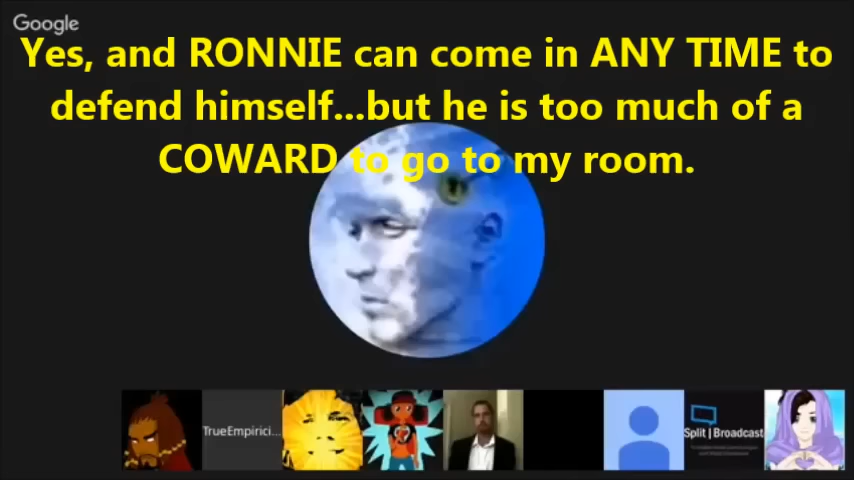 Google
Yes, and RONNIE can come in ANY TIME to
defend himself...but he is too much of a
COWARD to go to my room.
TrueEmpirici...
Split | Broadcast